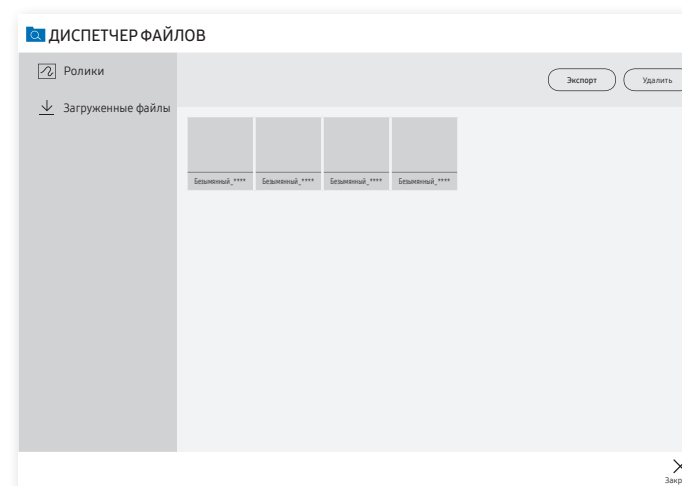 ДИСПЕТЧЕР ФАЙЛОВ
Ролики
Загруженные файлы
Экспорт Удалить
Безымянный_**** Безымянный_**** Безымянный_**** Безымянный_****
Закр